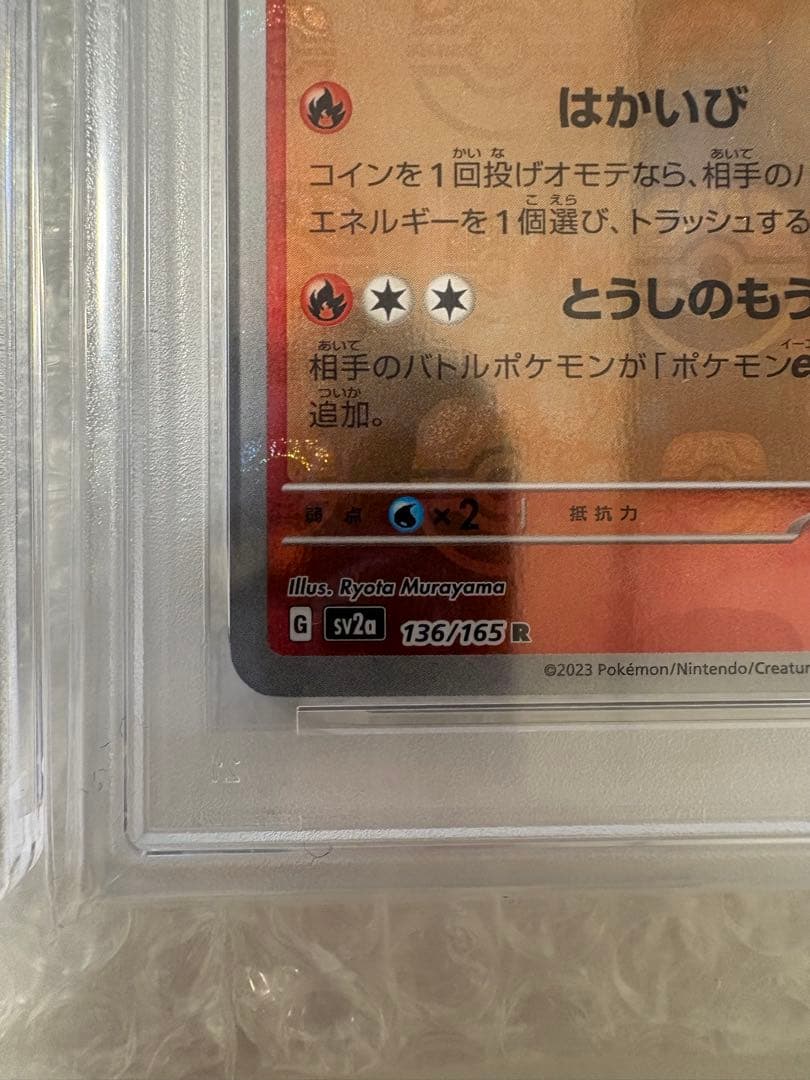 はかいび
かい な あいて
コインを1回投げオモテなら、相手の
こ えら
エネルギーを1個選び、トラッシュする
とうしのもう
あいて イーエ
相手のバトルポケモンが「ポケモンe
ついか
追加。
弱点 ×2 抵抗力
Illus. Ryota Murayama
G sv2a 136/165 R
©2023 Pokémon/Nintendo/Creatur